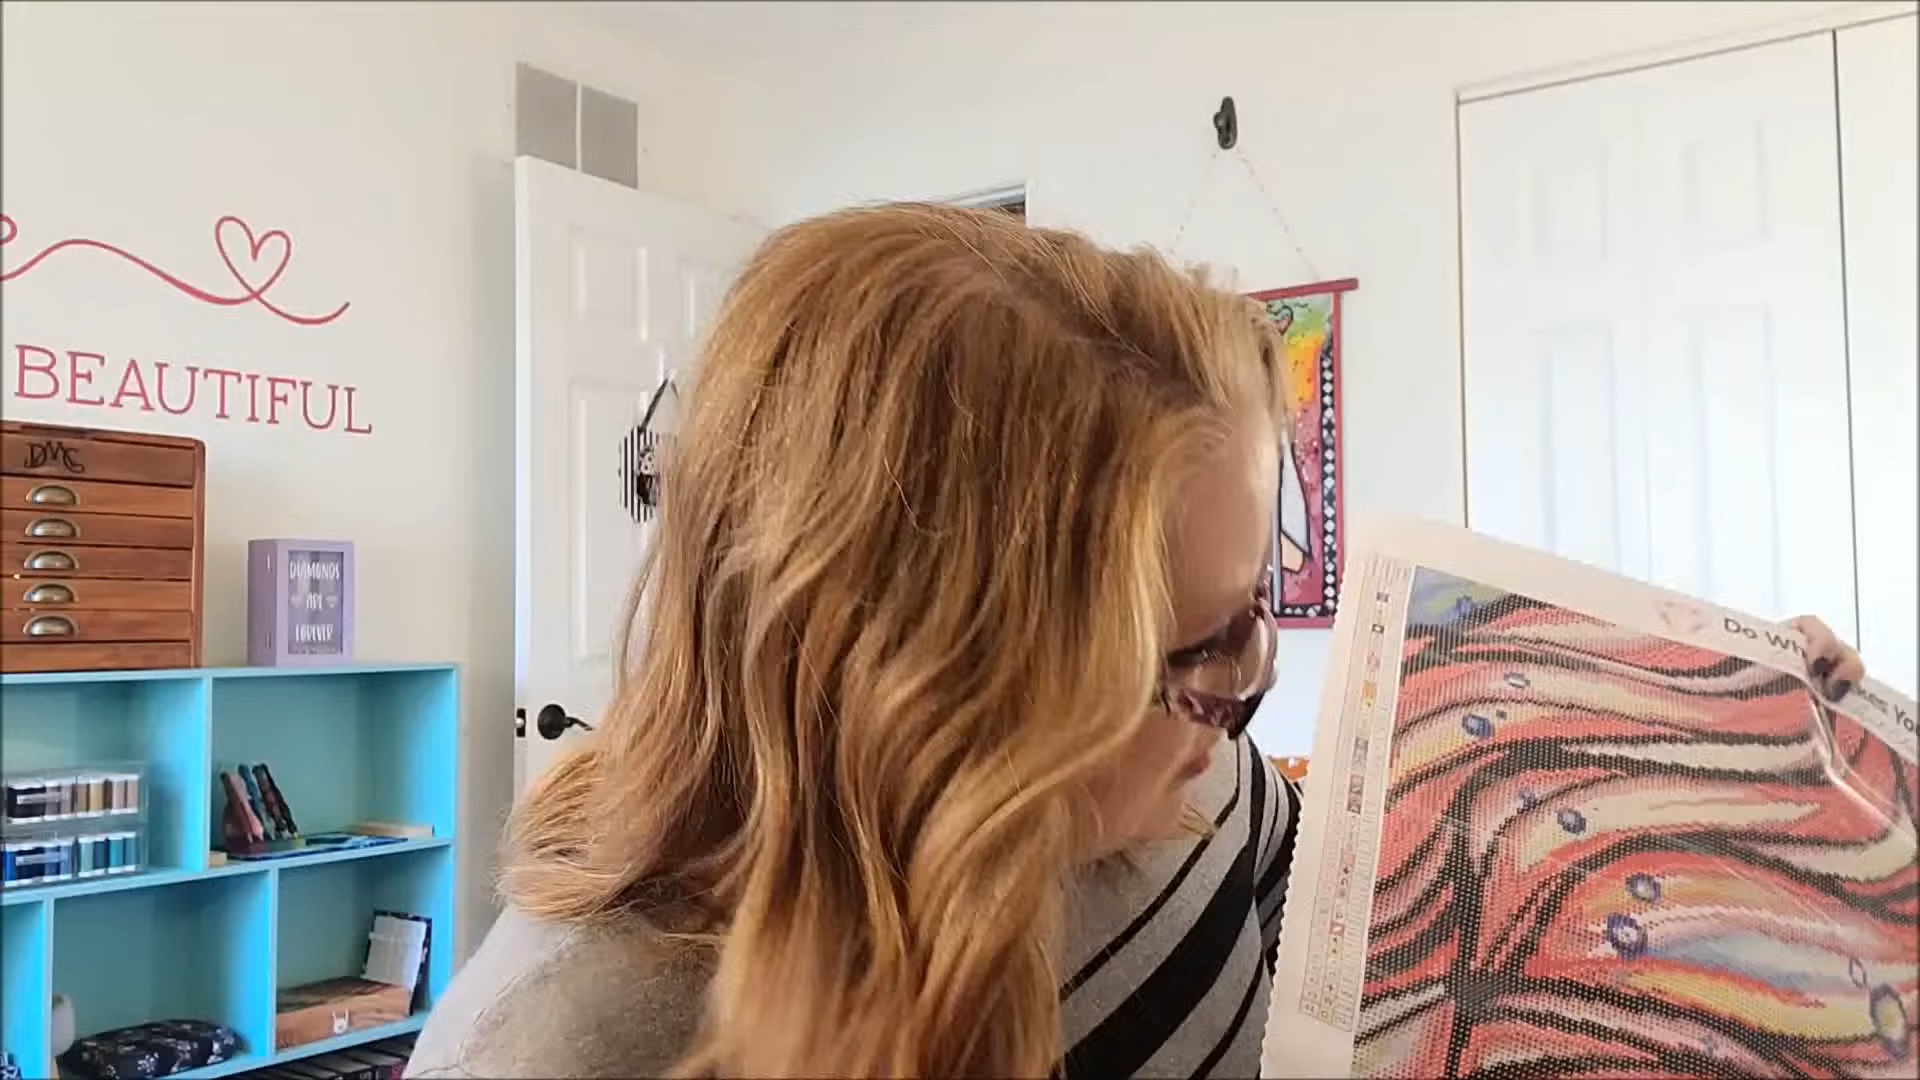 BEAUTIFUL
DMC
DIAMONDS
ARE
FOREVER
Do Wh
es Yo